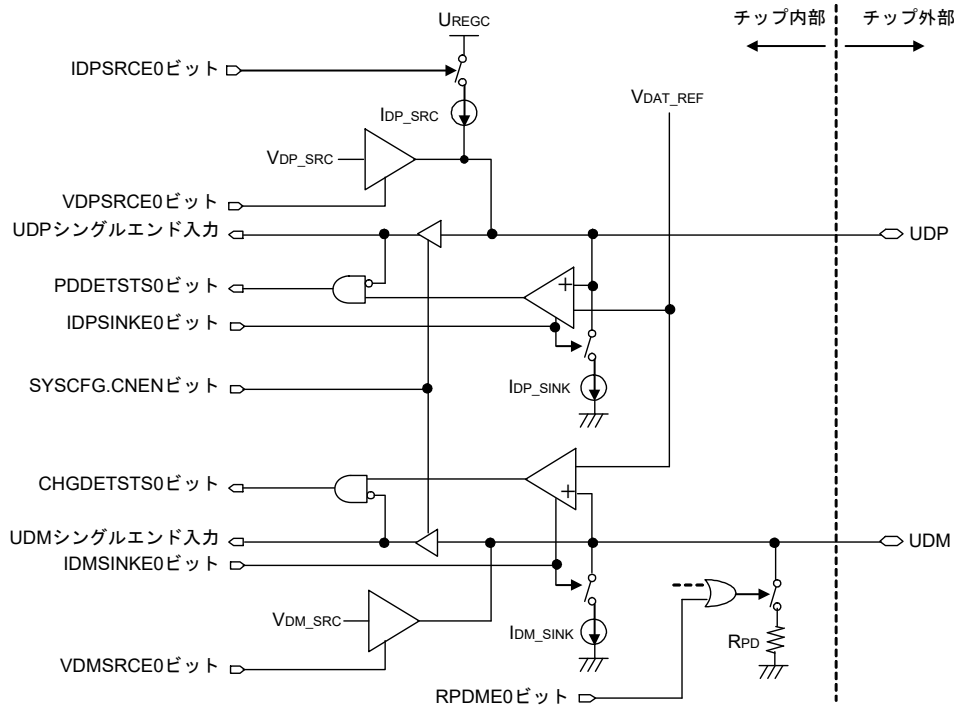 チップ内部
チップ外部
UREGC
IDPSRCE0ビット
IDP_SRC
VDAT_REF
VDP_SRC
VDPSRCE0ビット
UDPシングルエンド入力
UDP
PDDETSTS0ビット
IDPSINKE0ビット
SYSCFG.CNENビット
IDP_SINK
CHGDETSTS0ビット
UDMシングルエンド入力
UDM
IDMSINKE0ビット
VDM_SRC
IDM_SINK
RPD
VDMSRCE0ビット
RPDME0ビット